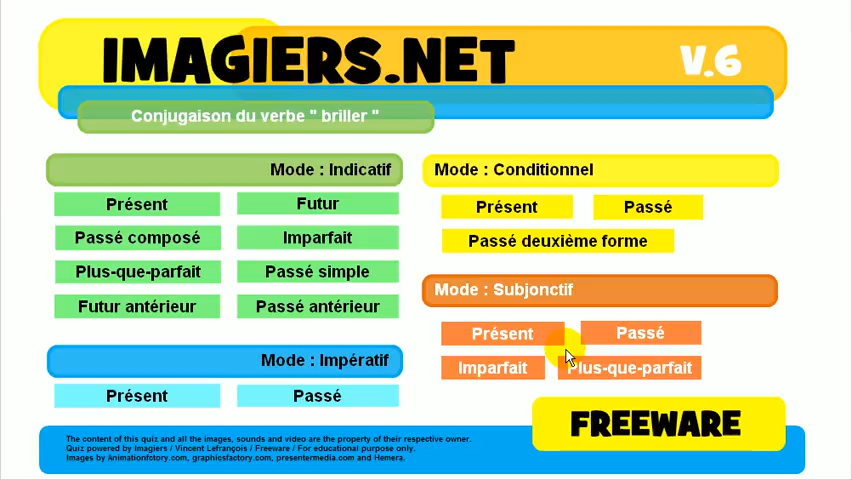 IMAGIERS.NET
V.6
Conjugaison du verbe " briller "
Mode : Indicatif
Présent
Futur
Passé composé
Imparfait
Plus-que-parfait
Passé simple
Futur antérieur
Passé antérieur
Mode : Impératif
Présent
Passé
Mode : Conditionnel
Présent
Passé
Passé deuxième forme
Mode : Subjonctif
Présent
Passé
Imparfait
Plus-que-parfait
FREEWARE
The content of this quiz and all the images, sounds and video are the property of their respective owner.
Quiz powered by Imagiers / Vincent Lefrançois / Freeware / For educational purpose only.
Images by Animationfctory.com, graphicsfactory.com, presentermedia.com and Hemera.